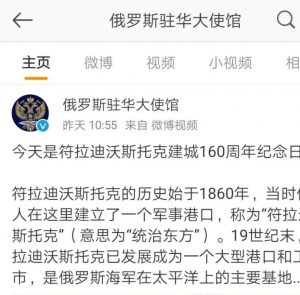 俄罗斯驻华大使馆
主页 微博 视频 小视频 相
俄罗斯驻华大使馆
昨天 10:55 来自 微博视频
今天是符拉迪沃斯托克建城160周年纪念日
符拉迪沃斯托克的历史始于1860年，当时俄
人在这里建立了一个军事港口，称为“符拉迪
斯托克”（意思为“统治东方”）。19世纪末，
拉迪沃斯托克已发展成为一个大型港口和工
市，是俄罗斯海军在太平洋上的主要基地...